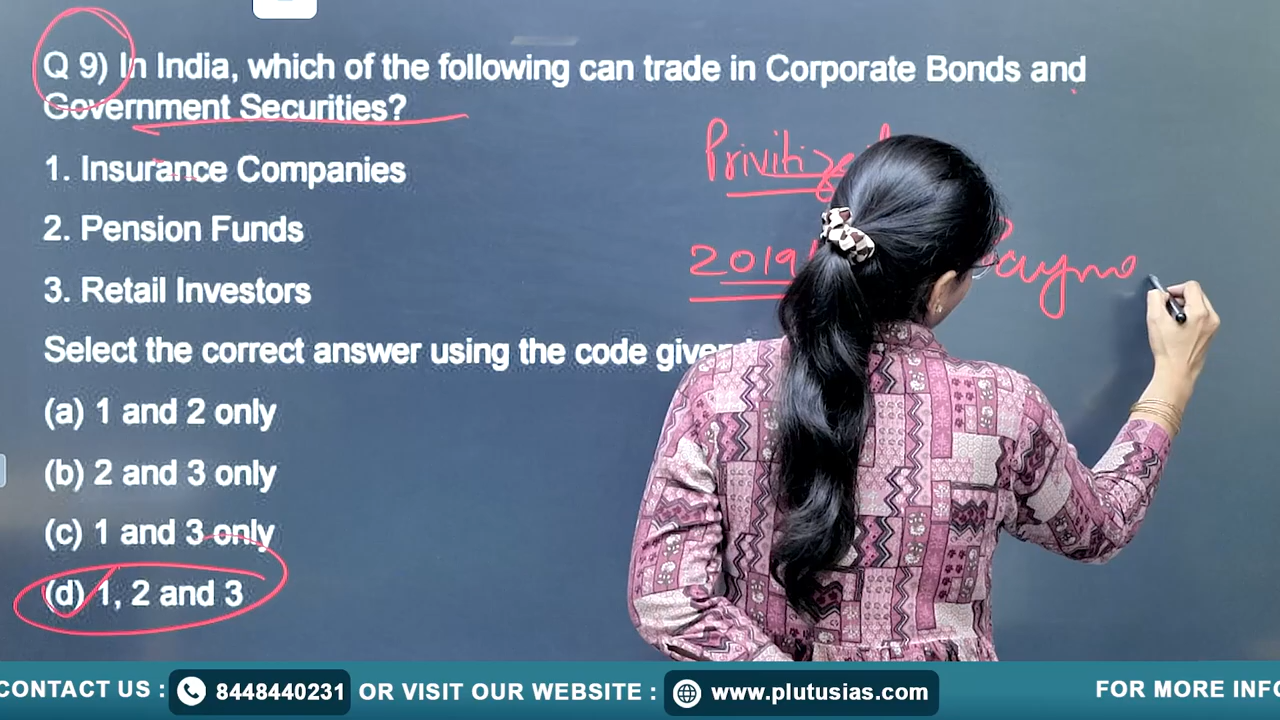 Q 9) In India, which of the following can trade in Corporate Bonds and
Government Securities?
1. Insurance Companies
2. Pension Funds
3. Retail Investors
Select the correct answer using the code
(a) 1 and 2 only
(b) 2 and 3 only
(c) 1 and 3 only
(d) 1, 2 and 3
2019
CONTACT US : 8448440231 OR VISIT OUR WEBSITE : www.plutusias.com FOR MORE